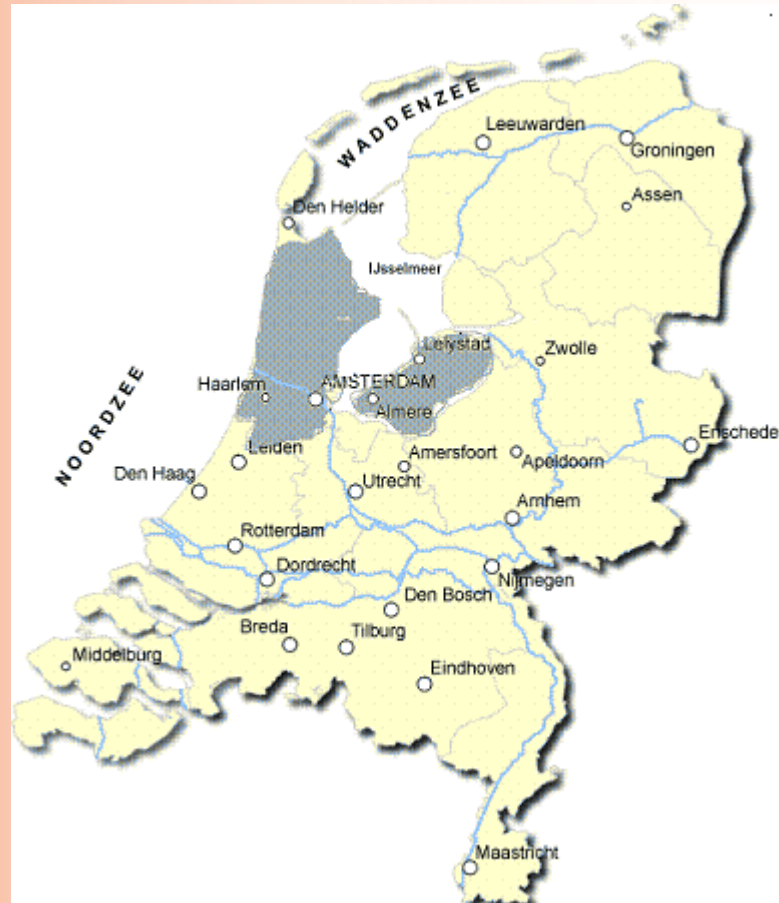 WADDENZEE
Leeuwarden
Groningen
Assen
Den Helder
IJsselmeer
Lelystad
Zwolle
NOORDZEE
Haarlem
AMSTERDAM
Almere
Enschede
Leiden
Amersfoort
Apeldoorn
Den Haag
Utrecht
Arnhem
Rotterdam
Dordrecht
Nijmegen
Den Bosch
Breda
Tilburg
Middelburg
Eindhoven
Maastricht